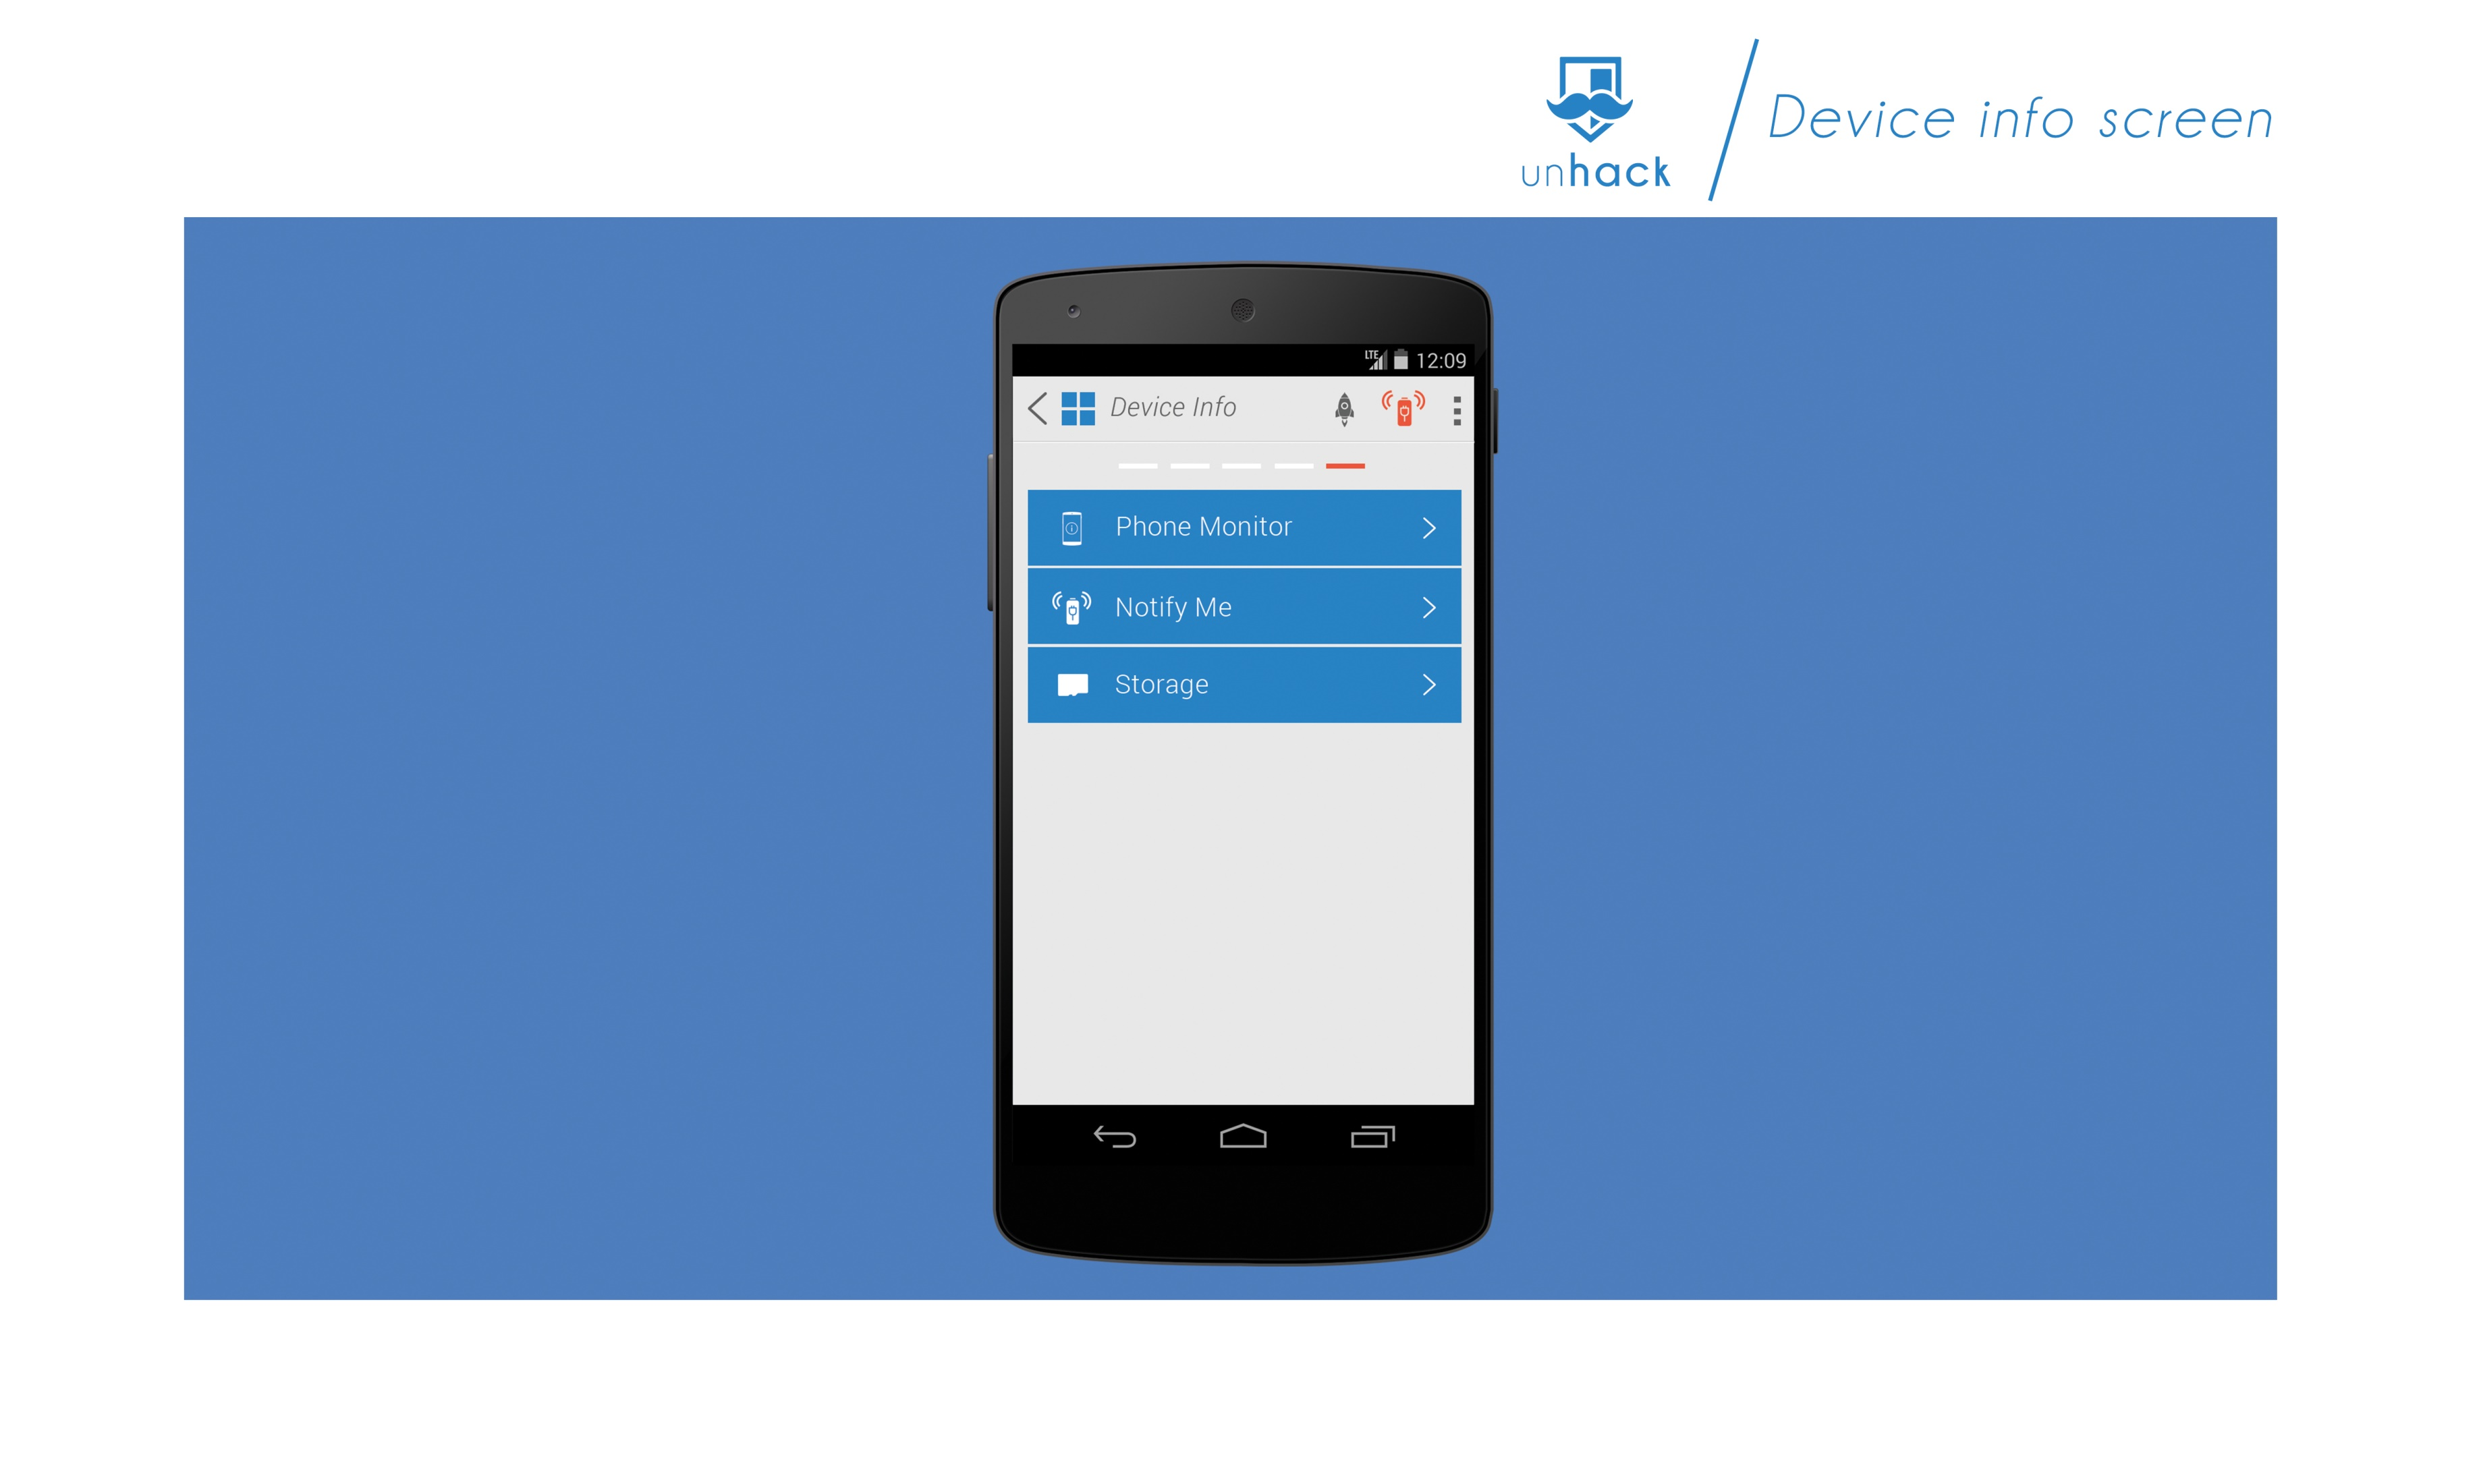 unhack
Device info screen
LTE 12:09
Device Info
Phone Monitor
Notify Me
Storage